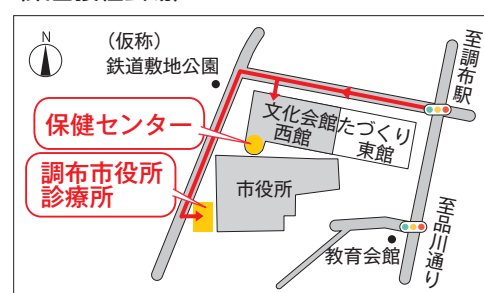 N
（仮称）
鉄道敷地公園
至調布駅
保健センター
文化会館
西館
たづくり
東館
調布市役所
診療所
市役所
至品川通り
教育会館